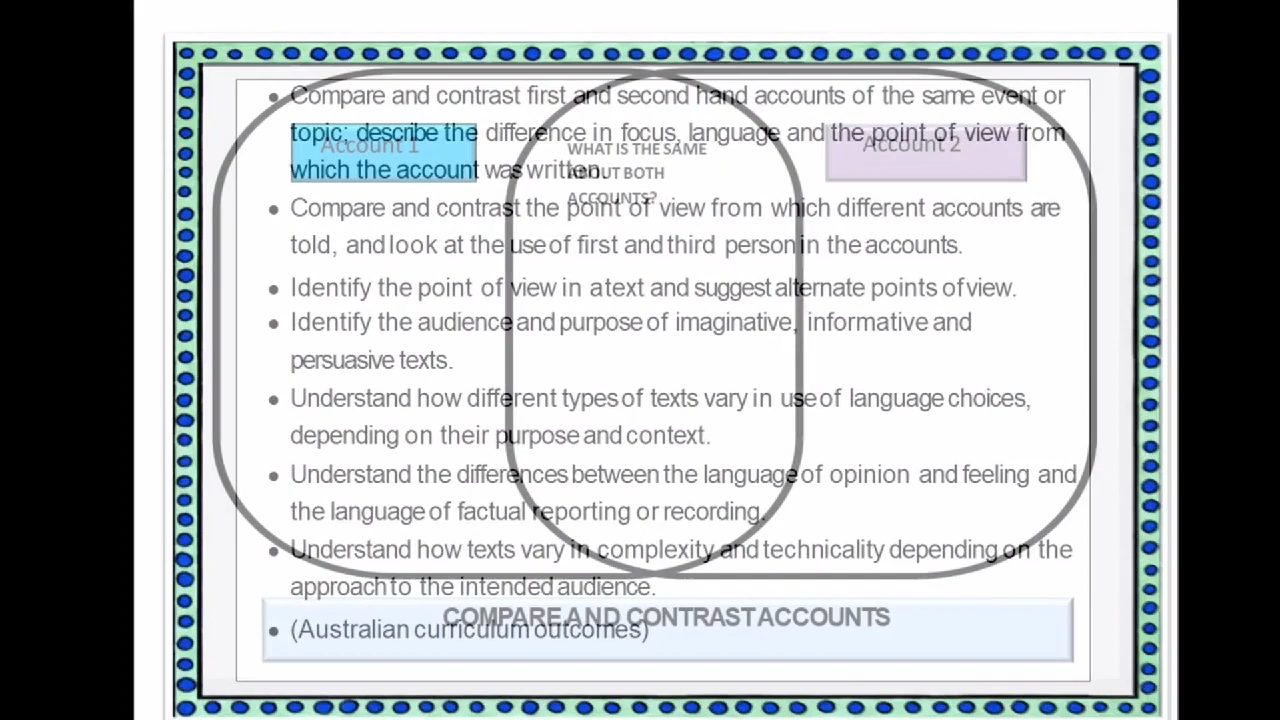 • Compare and contrast first and second hand accounts of the same event or
topic; describe the difference in focus, language and the point of view from
which the account was written.
Account 1
WHAT IS THE SAME
ABOUT BOTH
ACCOUNTS?
Account 2
• Compare and contrast the point of view from which different accounts are
told, and look at the use of first and third person in the accounts.
• Identify the point of view in a text and suggest alternate points of view.
• Identify the audience and purpose of imaginative, informative and
persuasive texts.
• Understand how different types of texts vary in use of language choices,
depending on their purpose and context.
• Understand the differences between the language of opinion and feeling and
the language of factual reporting or recording.
• Understand how texts vary in complexity and technicality depending on the
approach to the intended audience.
COMPARE AND CONTRAST ACCOUNTS
• (Australian curriculum outcomes)